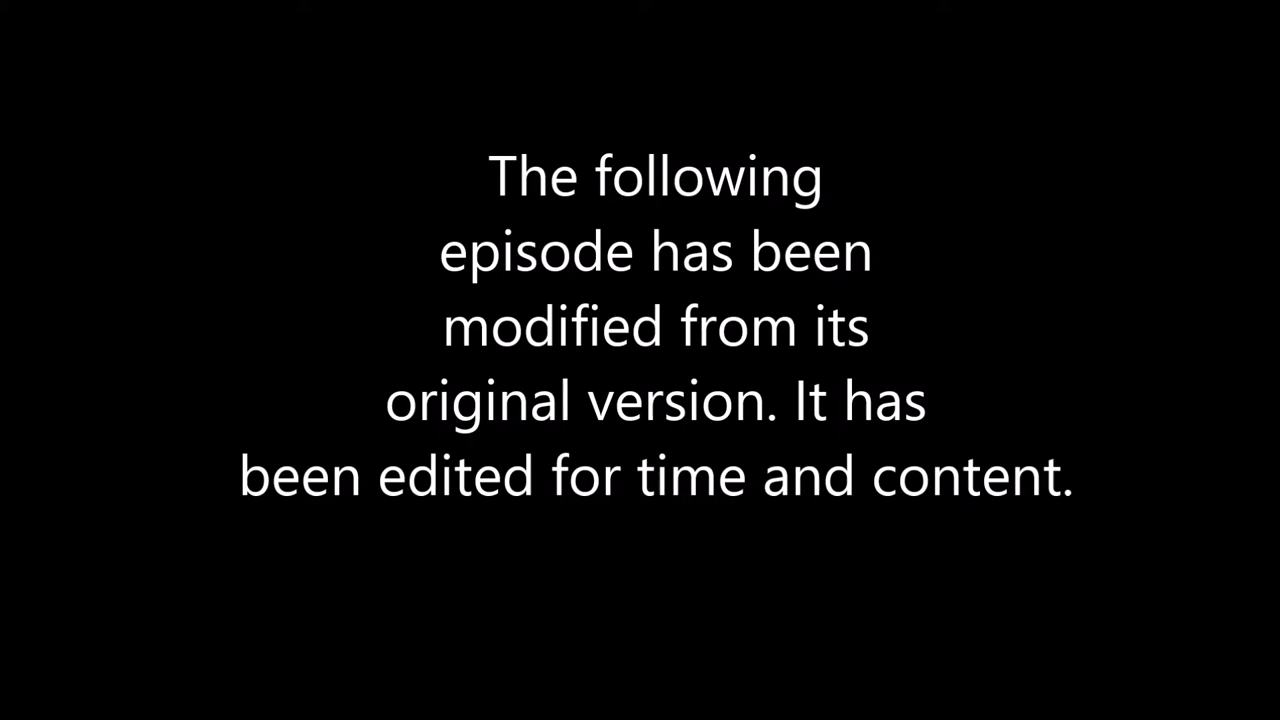 The following
episode has been
modified from its
original version. It has
been edited for time and content.